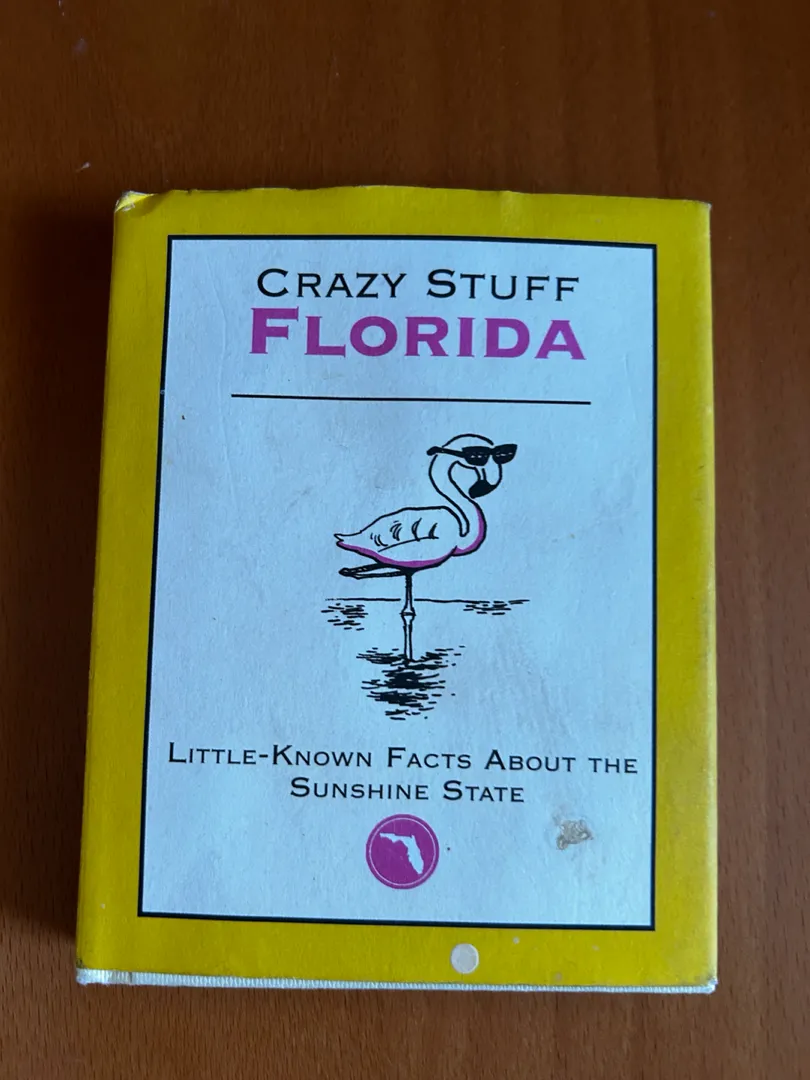 CRAZY STUFF
FLORIDA
LITTLE-KNOWN FACTS ABOUT THE
SUNSHINE STATE